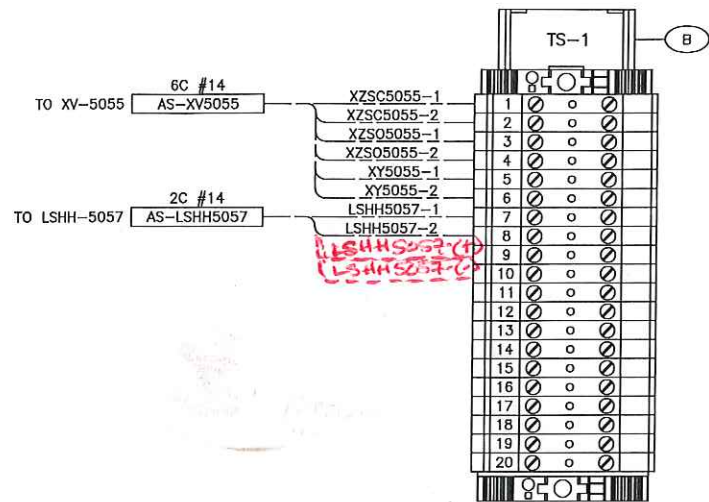 TS-1
B
6C #14
TO XV-5055 AS-XV5055
XZSC5055-1
XZSC5055-2
XZSO5055-1
XZSO5055-2
XY5055-1
XY5055-2
2C #14
TO LSHH-5057 AS-LSHH5057
LSHH5057-1
LSHH5057-2
LSHH5057-(+)
LSHH5057-(-)
1
2
3
4
5
6
7
8
9
10
11
12
13
14
15
16
17
18
19
20